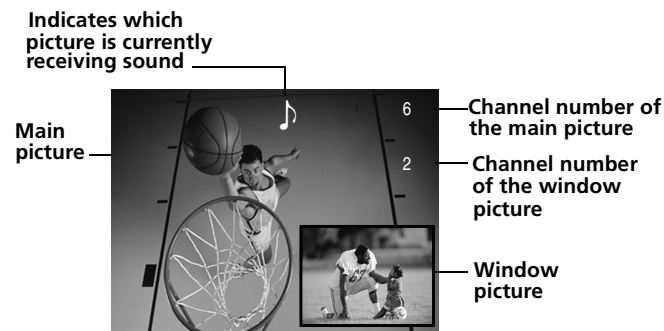 Indicates which
picture is currently
receiving sound
Main
picture
6
Channel number of
the main picture
2
Channel number
of the window
picture
Window
picture